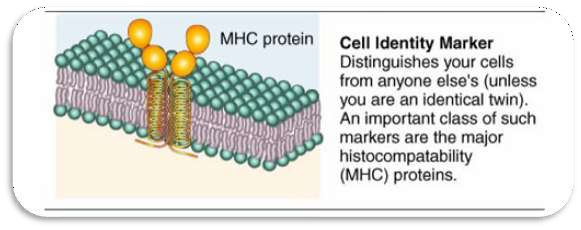 MHC protein
Cell Identity Marker
Distinguishes your cells
from anyone else's (unless
you are an identical twin).
An important class of such
markers are the major
histocompatability
(MHC) proteins.